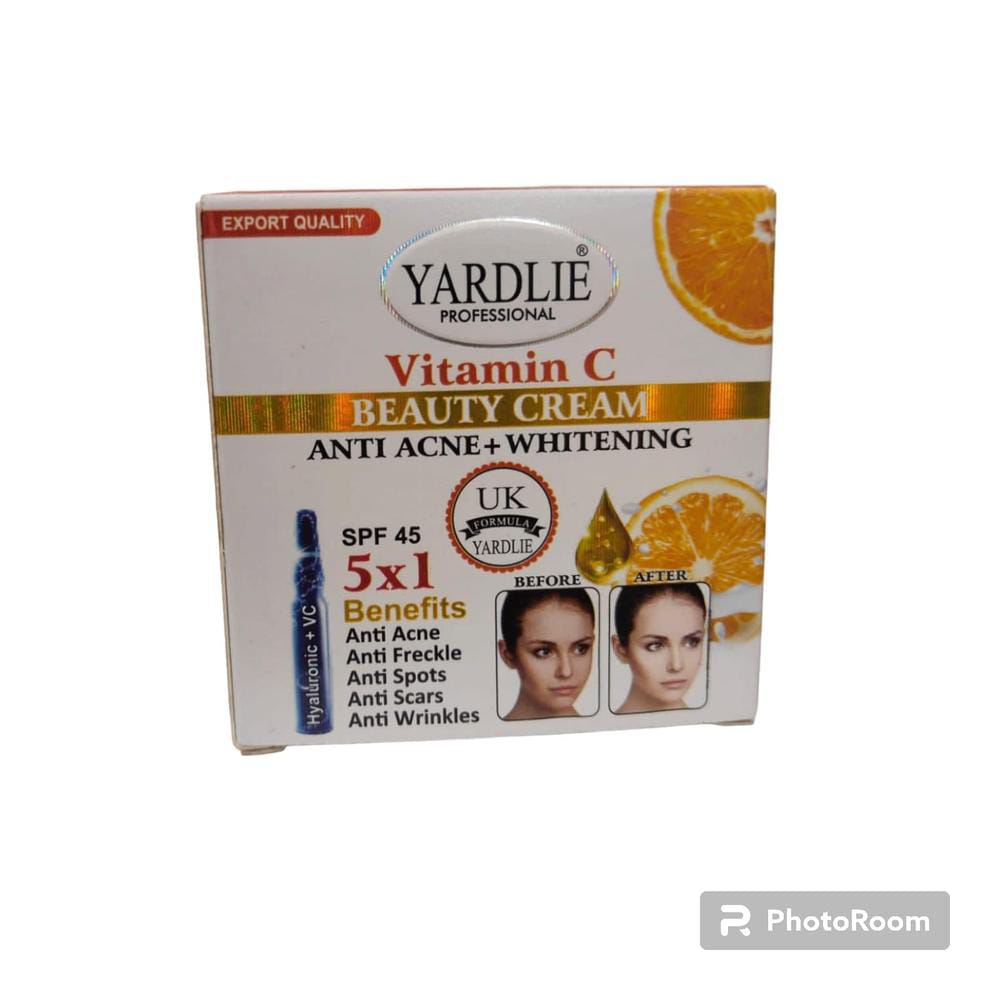 EXPORT QUALITY
YARDLIE®
PROFESSIONAL
Vitamin C
BEAUTY CREAM
ANTI ACNE+WHITENING
UK
FORMULA
YARDLIE
SPF 45
5x1
Benefits
Anti Acne
Anti Freckle
Anti Spots
Anti Scars
Anti Wrinkles
Hyaluronic + VC
BEFORE
AFTER
PhotoRoom